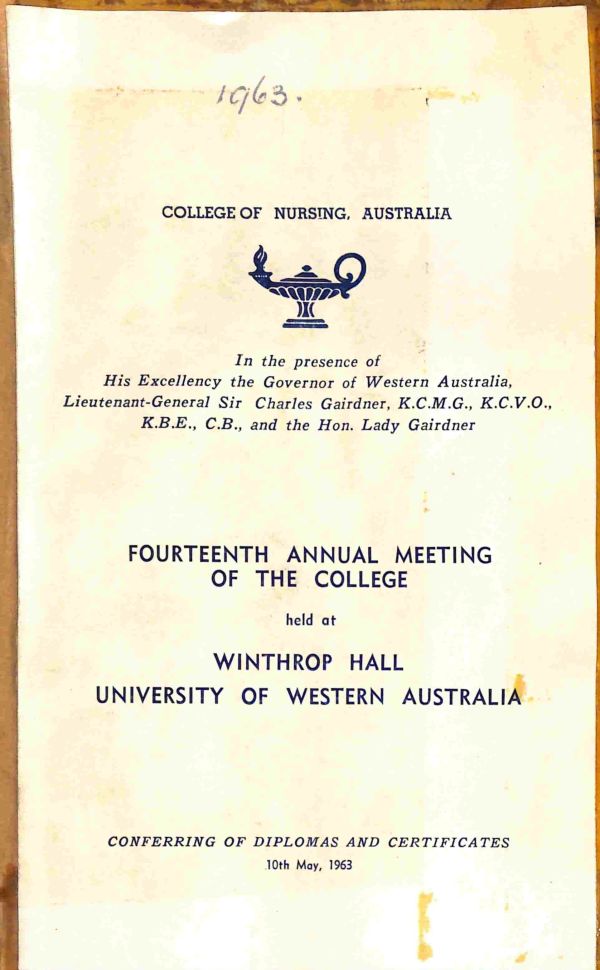 1963.
COLLEGE OF NURSING, AUSTRALIA
In the presence of
His Excellency the Governor of Western Australia,
Lieutenant-General Sir Charles Gairdner, K.C.M.G., K.C.V.O.,
K.B.E., C.B., and the Hon. Lady Gairdner
FOURTEENTH ANNUAL MEETING
OF THE COLLEGE
held at
WINTHROP HALL
UNIVERSITY OF WESTERN AUSTRALIA
CONFERRING OF DIPLOMAS AND CERTIFICATES
10th May, 1963